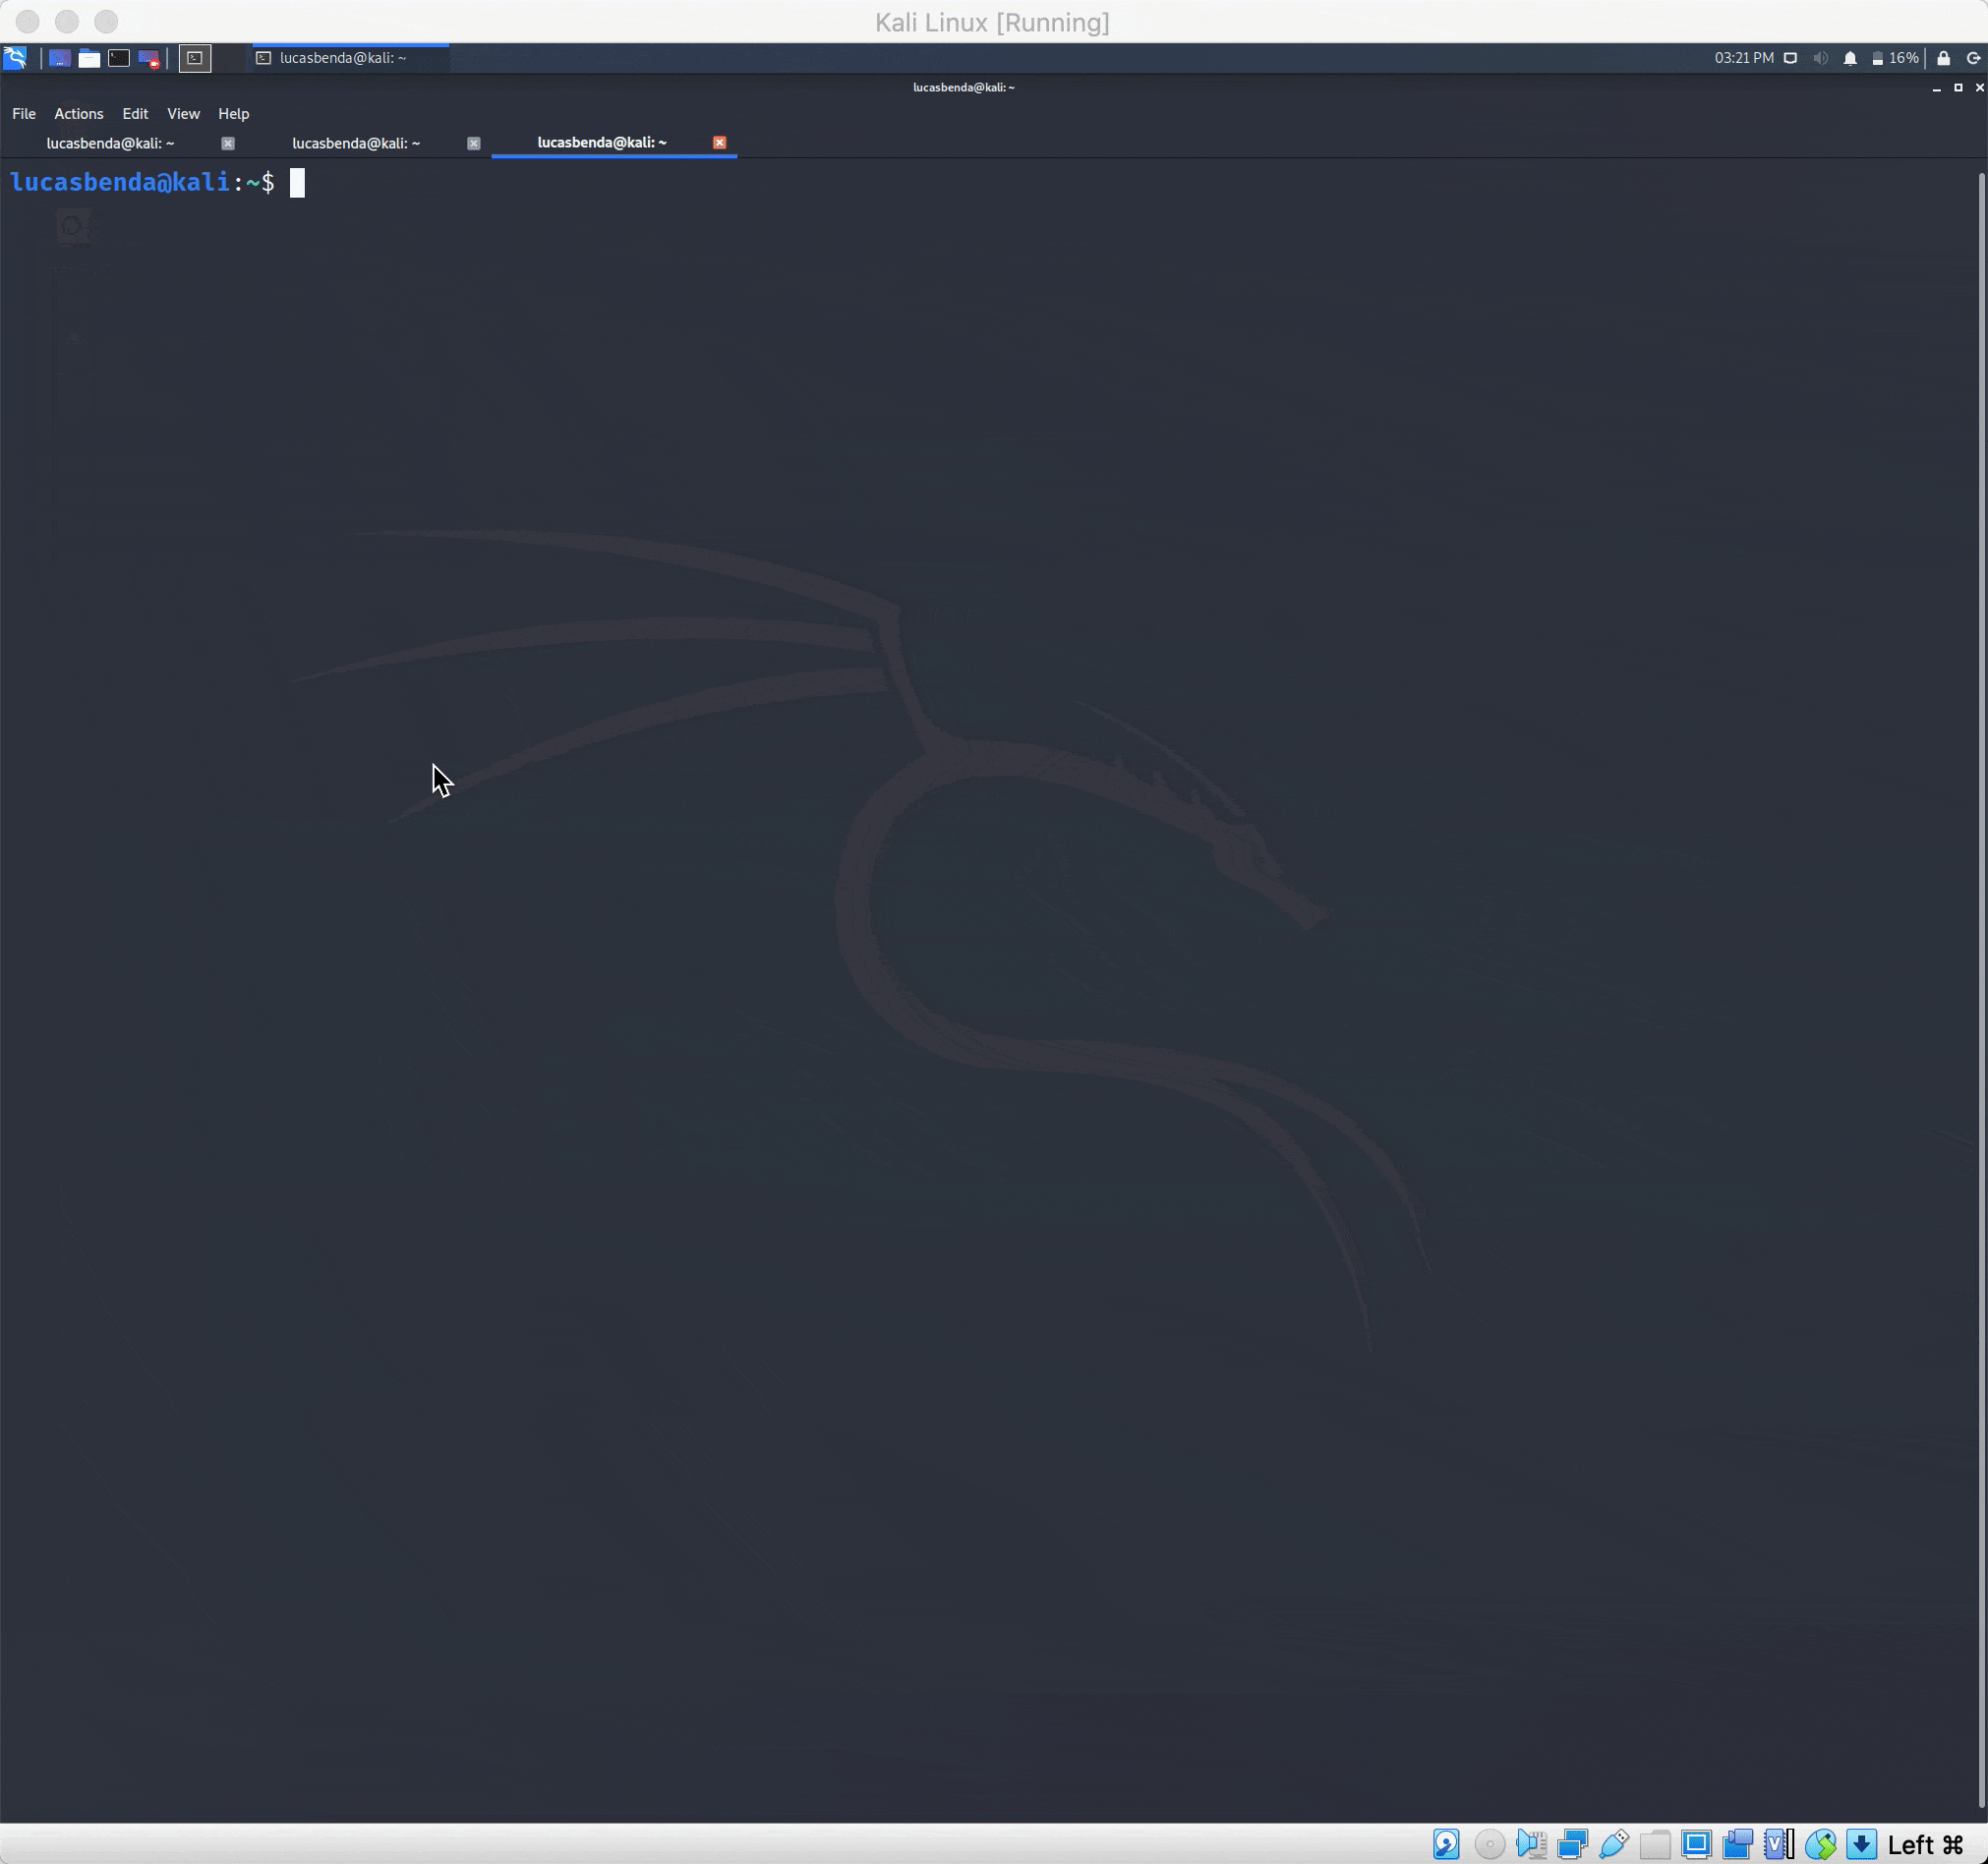 Kali Linux [Running]
lucasbenda@kali: ~ 03:21 PM 16%
lucasbenda@kali: ~
File Actions Edit View Help
lucasbenda@kali: ~ lucasbenda@kali: ~ lucasbenda@kali: ~
lucasbenda@kali:~$
Left ⌘